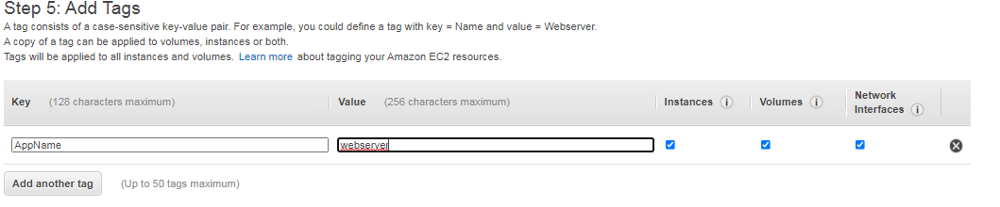 Step 5: Add Tags
A tag consists of a case-sensitive key-value pair. For example, you could define a tag with key = Name and value = Webserver.
A copy of a tag can be applied to volumes, instances or both.
Tags will be applied to all instances and volumes. Learn more about tagging your Amazon EC2 resources.
Key (128 characters maximum) Value (256 characters maximum) Instances i Volumes i Network
Interfaces i
AppName webserver
Add another tag (Up to 50 tags maximum)